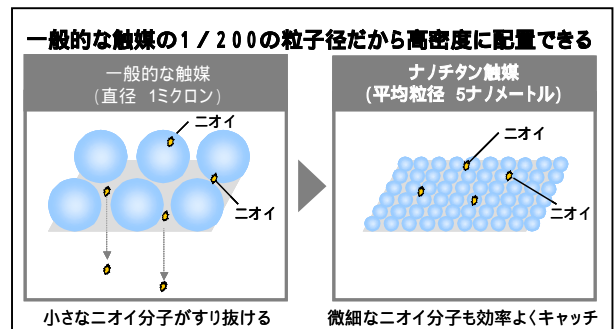 一般的な触媒の1/200の粒子径だから高密度に配置できる
一般的な触媒
(直径 1ミクロン)
ニオイ
ニオイ
小さなニオイ分子がすり抜ける
ナノチタン触媒
(平均粒径 5ナノメートル)
ニオイ
ニオイ
微細なニオイ分子も効率よくキャッチ